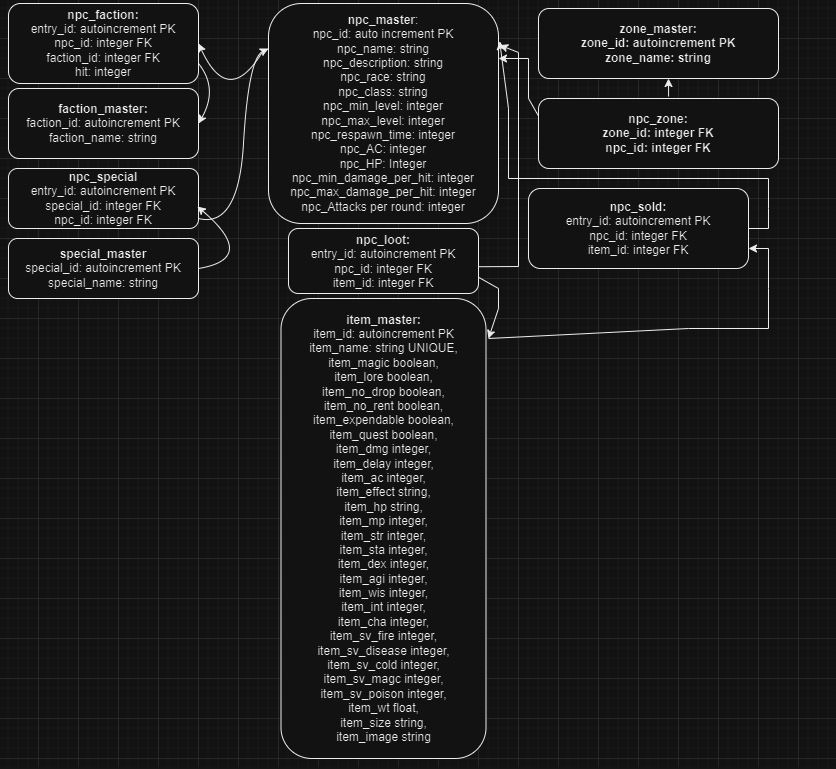 npc_faction:
entry_id: autoincrement PK
npc_id: integer FK
faction_id: integer FK
hit: integer
faction_master:
faction_id: autoincrement PK
faction_name: string
npc_special
entry_id: autoincrement PK
special_id: integer FK
npc_id: integer FK
special_master
special_id: autoincrement PK
special_name: string
npc_master:
npc_id: auto increment PK
npc_name: string
npc_description: string
npc_race: string
npc_class: string
npc_min_level: integer
npc_max_level: integer
npc_respawn_time: integer
npc_AC: integer
npc_HP: Integer
npc_min_damage_per_hit: integer
npc_max_damage_per_hit: integer
npc_Attacks per round: integer
npc_loot:
entry_id: autoincrement PK
npc_id: integer FK
item_id: integer FK
item_master:
item_id: autoincrement PK
item_name: string UNIQUE,
item_magic boolean,
item_lore boolean,
item_no_drop boolean,
item_no_rent boolean,
item_expendable boolean,
item_quest boolean,
item_dmg integer,
item_delay integer,
item_ac integer,
item_effect string,
item_hp string,
item_mp integer,
item_str integer,
item_sta integer,
item_dex integer,
item_agi integer,
item_wis integer,
item_int integer,
item_cha integer,
item_sv_fire integer,
item_sv_disease integer,
item_sv_cold integer,
item_sv_magc integer,
item_sv_poison integer,
item_wt float,
item_size string,
item_image string
zone_master:
zone_id: autoincrement PK
zone_name: string
npc_zone:
zone_id: integer FK
npc_id: integer FK
npc_sold:
entry_id: autoincrement PK
npc_id: integer FK
item_id: integer FK